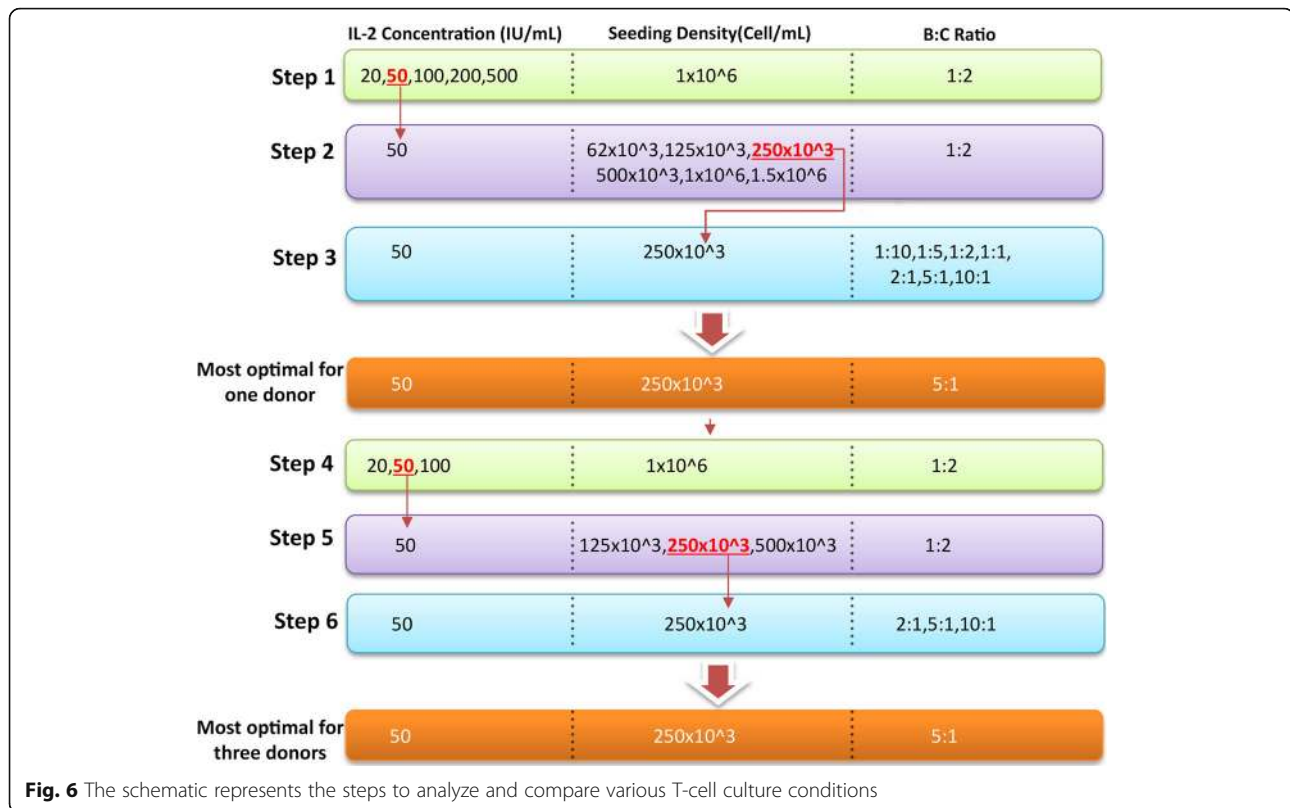 IL-2 Concentration (IU/mL) Seeding Density(Cell/mL) B:C Ratio
Step 1 20,50,100,200,500 1x10^6 1:2
Step 2 50 62x10^3,125x10^3,250x10^3 1:2
500x10^3,1x10^6,1.5x10^6
Step 3 50 250x10^3 1:10,1:5,1:2,1:1,
2:1,5:1,10:1
Most optimal for
one donor 50 250x10^3 5:1
Step 4 20,50,100 1x10^6 1:2
Step 5 50 125x10^3,250x10^3,500x10^3 1:2
Step 6 50 250x10^3 2:1,5:1,10:1
Most optimal for
three donors 50 250x10^3 5:1
Fig. 6 The schematic represents the steps to analyze and compare various T-cell culture conditions